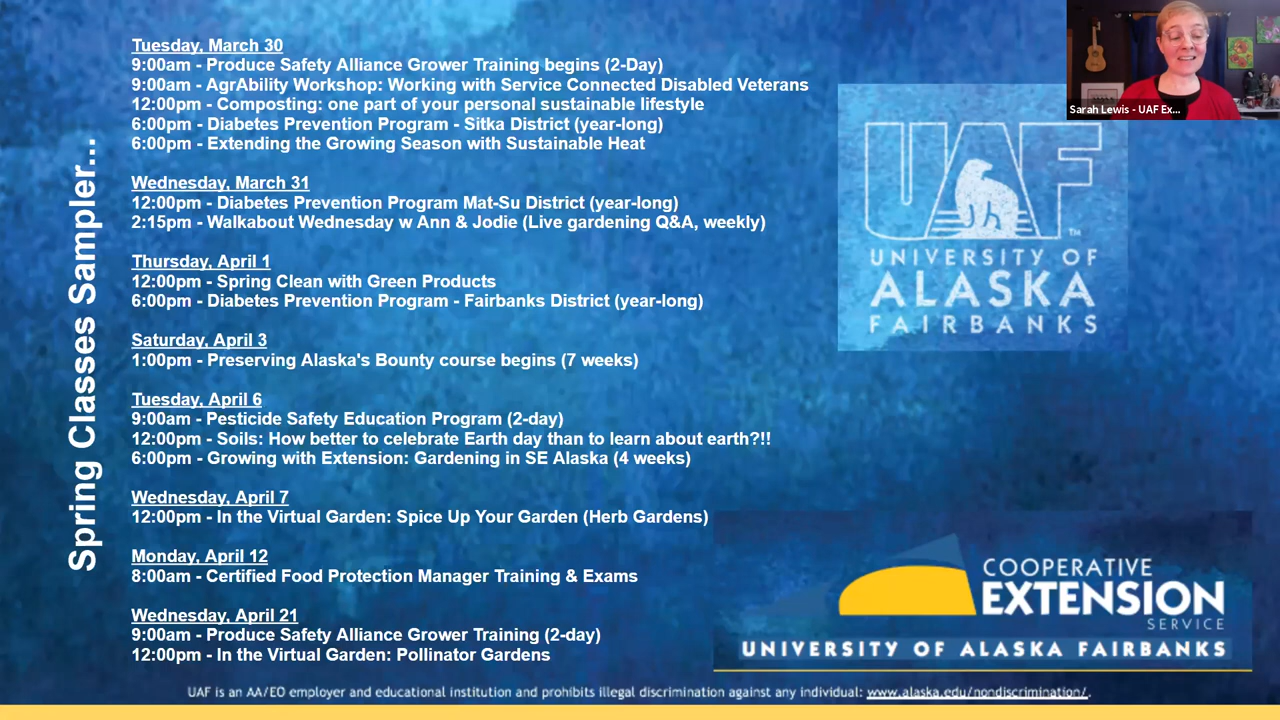 Spring Classes Sampler...
Tuesday, March 30
9:00am - Produce Safety Alliance Grower Training begins (2-Day)
9:00am - AgrAbility Workshop: Working with Service Connected Disabled Veterans
12:00pm - Composting: one part of your personal sustainable lifestyle
6:00pm - Diabetes Prevention Program - Sitka District (year-long)
6:00pm - Extending the Growing Season with Sustainable Heat
Wednesday, March 31
12:00pm - Diabetes Prevention Program Mat-Su District (year-long)
2:15pm - Walkabout Wednesday w Ann & Jodie (Live gardening Q&A, weekly)
Thursday, April 1
12:00pm - Spring Clean with Green Products
6:00pm - Diabetes Prevention Program - Fairbanks District (year-long)
Saturday, April 3
1:00pm - Preserving Alaska's Bounty course begins (7 weeks)
Tuesday, April 6
9:00am - Pesticide Safety Education Program (2-day)
12:00pm - Soils: How better to celebrate Earth day than to learn about earth?!!
6:00pm - Growing with Extension: Gardening in SE Alaska (4 weeks)
Wednesday, April 7
12:00pm - In the Virtual Garden: Spice Up Your Garden (Herb Gardens)
Monday, April 12
8:00am - Certified Food Protection Manager Training & Exams
Wednesday, April 21
9:00am - Produce Safety Alliance Grower Training (2-day)
12:00pm - In the Virtual Garden: Pollinator Gardens
Sarah Lewis - UAF Ex...
UAF
TM
UNIVERSITY OF
ALASKA
FAIRBANKS
COOPERATIVE
EXTENSION
SERVICE
UNIVERSITY OF ALASKA FAIRBANKS
UAF is an AA/EO employer and educational institution and prohibits illegal discrimination against any individual: www.alaska.edu/nondiscrimination/.